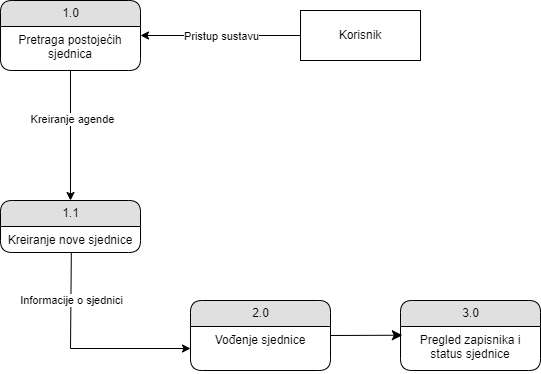 1.0
Pretraga postojećih
sjednica
Pristup sustavu
Korisnik
Kreiranje agende
1.1
Kreiranje nove sjednice
Informacije o sjednici
2.0
Vođenje sjednice
3.0
Pregled zapisnika i
status sjednice